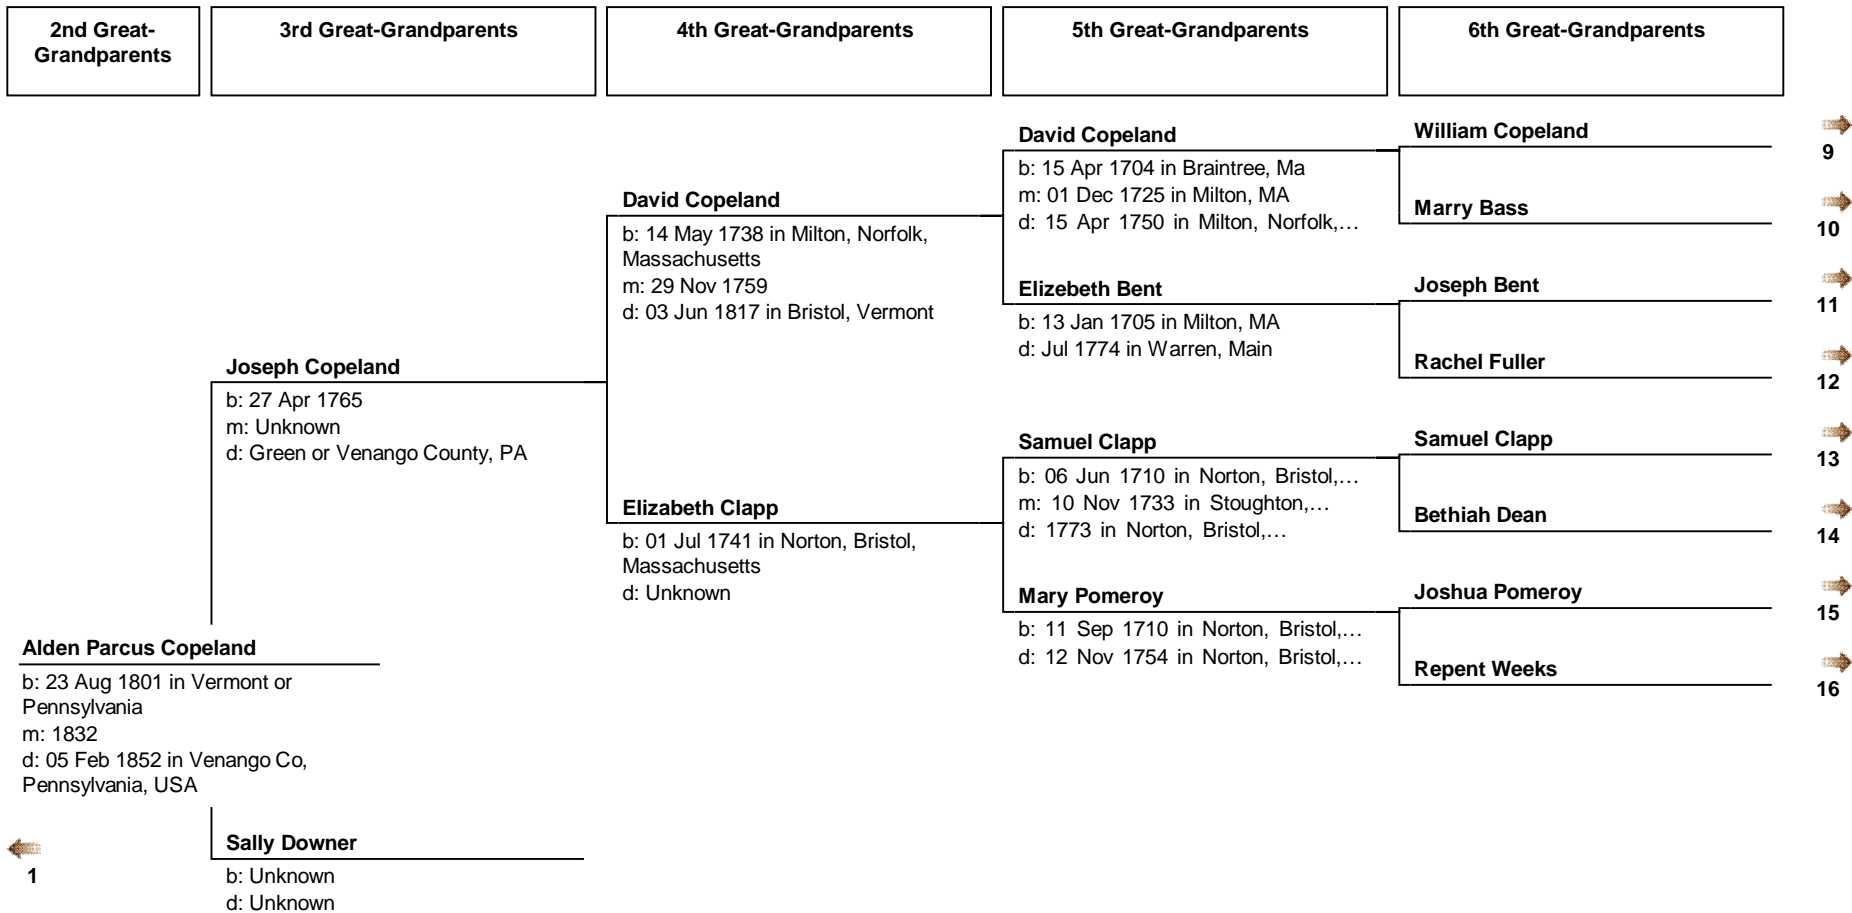 2nd Great-
Grandparents
3rd Great-Grandparents
4th Great-Grandparents
5th Great-Grandparents
6th Great-Grandparents
David Copeland
b: 15 Apr 1704 in Braintree, Ma
m: 01 Dec 1725 in Milton, MA
d: 15 Apr 1750 in Milton, Norfolk,…
William Copeland
9
Marry Bass
10
David Copeland
b: 14 May 1738 in Milton, Norfolk,
Massachusetts
m: 29 Nov 1759
d: 03 Jun 1817 in Bristol, Vermont
Elizebeth Bent
b: 13 Jan 1705 in Milton, MA
d: Jul 1774 in Warren, Main
Joseph Bent
11
Rachel Fuller
12
Joseph Copeland
b: 27 Apr 1765
m: Unknown
d: Green or Venango County, PA
Samuel Clapp
b: 06 Jun 1710 in Norton, Bristol,…
m: 10 Nov 1733 in Stoughton,…
d: 1773 in Norton, Bristol,…
Samuel Clapp
13
Bethiah Dean
14
Elizabeth Clapp
b: 01 Jul 1741 in Norton, Bristol,
Massachusetts
d: Unknown
Mary Pomeroy
b: 11 Sep 1710 in Norton, Bristol,…
d: 12 Nov 1754 in Norton, Bristol,…
Joshua Pomeroy
15
Repent Weeks
16
Alden Parcus Copeland
b: 23 Aug 1801 in Vermont or
Pennsylvania
m: 1832
d: 05 Feb 1852 in Venango Co,
Pennsylvania, USA
Sally Downer
b: Unknown
d: Unknown
1